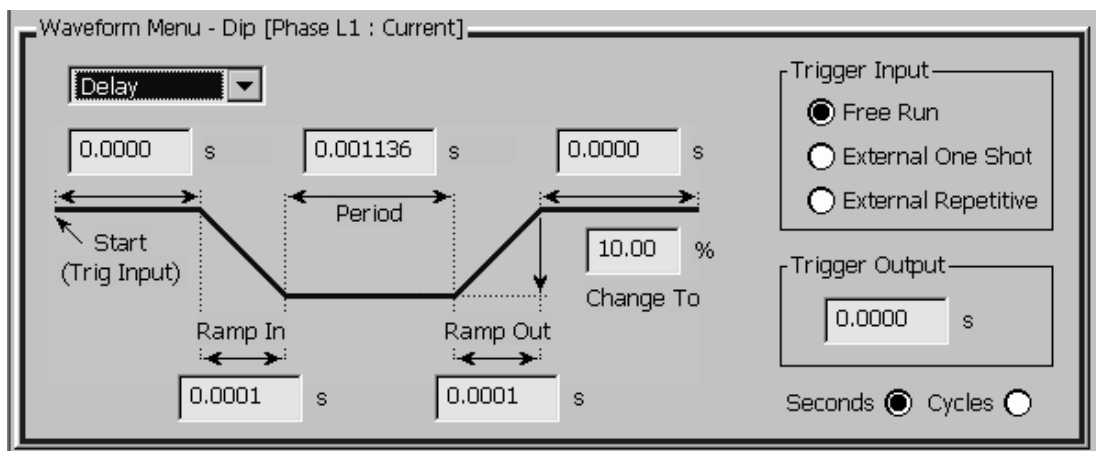 Waveform Menu - Dip [Phase L1 : Current]
Delay
0.0000 s
0.001136 s
0.0000 s
Period
Start
(Trig Input)
10.00 %
Change To
Ramp In
Ramp Out
0.0001 s
0.0001 s
Trigger Input
Free Run
External One Shot
External Repetitive
Trigger Output
0.0000 s
Seconds Cycles